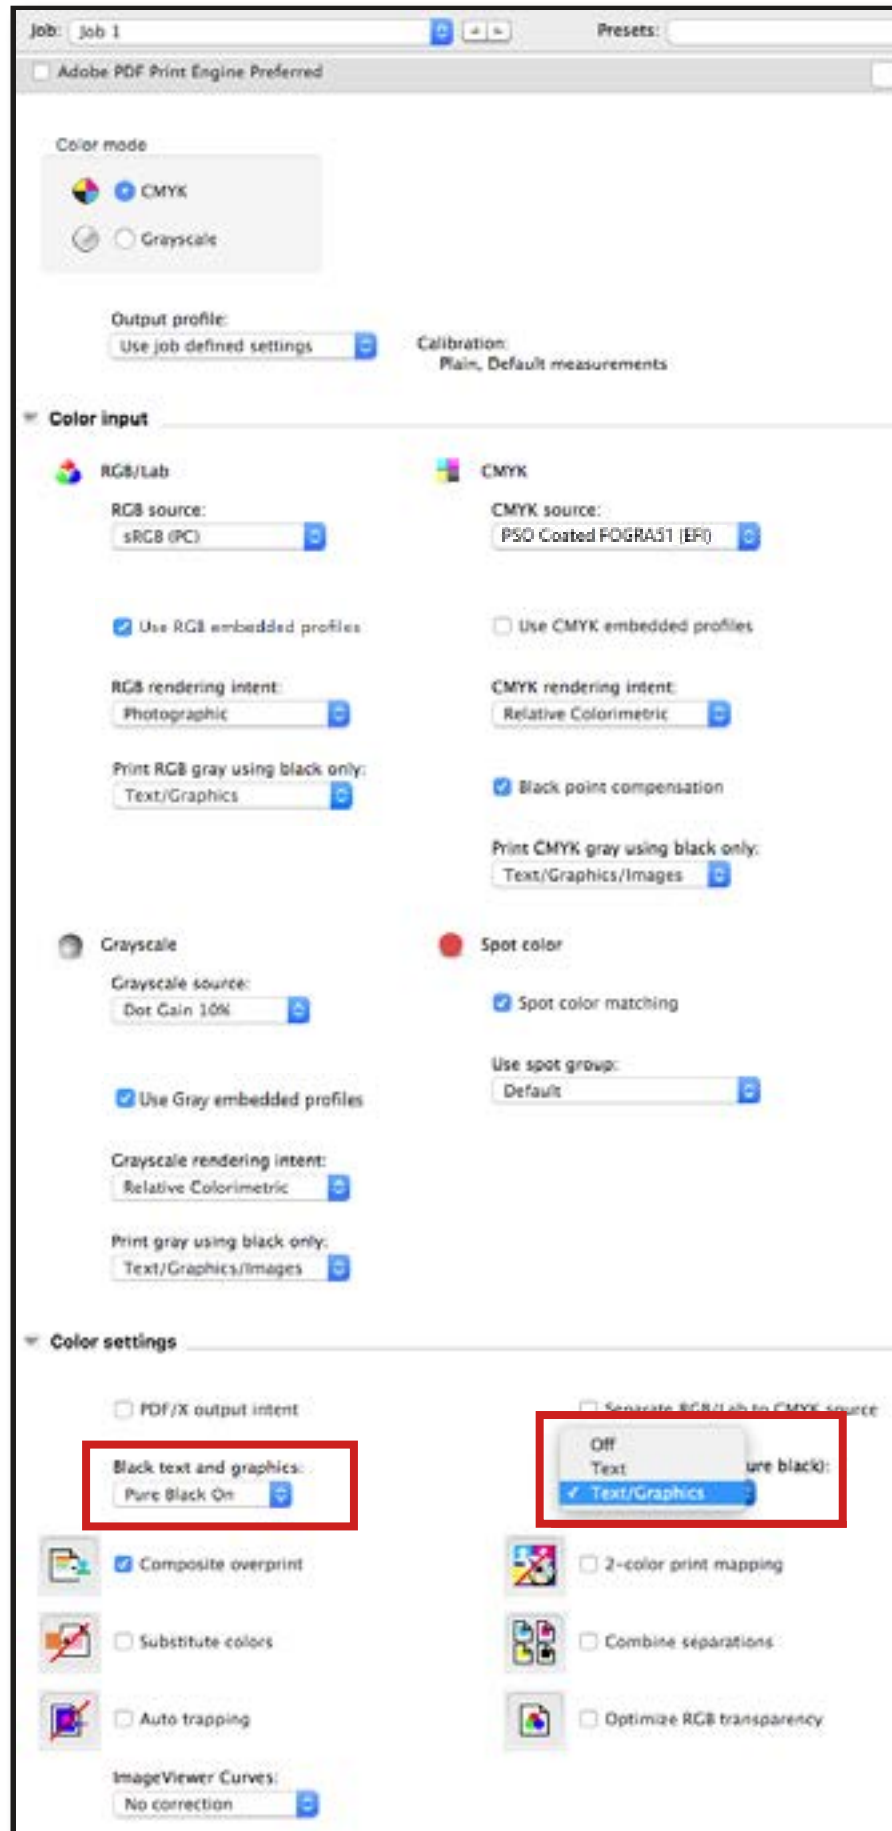 Job: Job 1 Presets:
Adobe PDF Print Engine Preferred
Color mode
CMYK
Grayscale
Output profile:
Use job defined settings
Calibration:
Plain, Default measurements
Color input
RGB/Lab
RGB source:
sRGB (PC)
Use RGB embedded profiles
RGB rendering intent:
Photographic
Print RGB gray using black only:
Text/Graphics
CMYK
CMYK source:
PSO Coated FOGRA51 (EFI)
Use CMYK embedded profiles
CMYK rendering intent:
Relative Colorimetric
Black point compensation
Print CMYK gray using black only:
Text/Graphics/Images
Grayscale
Grayscale source:
Dot Gain 10%
Use Gray embedded profiles
Grayscale rendering intent:
Relative Colorimetric
Print gray using black only:
Text/Graphics/Images
Spot color
Spot color matching
Use spot group:
Default
Color settings
PDF/X output intent
Separate RGB/Lab to CMYK source
Black text and graphics:
Pure Black On
Off
Text
Text/Graphics
ure black):
Composite overprint
2-color print mapping
Substitute colors
Combine separations
Auto trapping
Optimize RGB transparency
ImageViewer Curves:
No correction